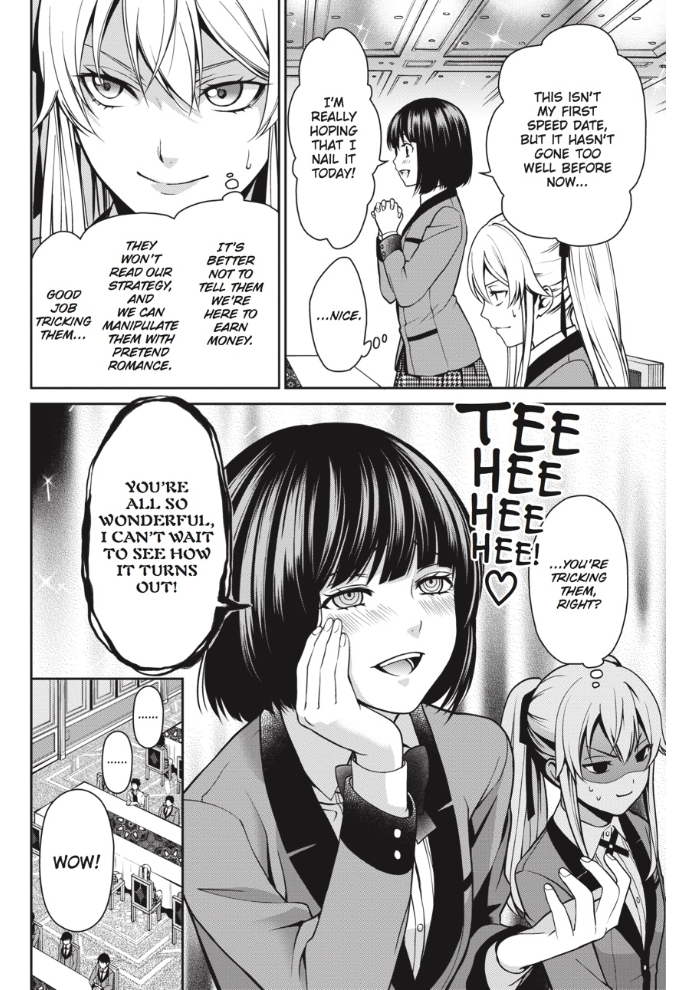 THIS ISN'T
MY FIRST
SPEED DATE,
BUT IT HASN'T
GONE TOO
WELL BEFORE
NOW...
I'M
REALLY
HOPING
THAT I
NAIL IT
TODAY!
...NICE.
IT'S
BETTER
NOT TO
TELL THEM
WE'RE
HERE TO
EARN
MONEY.
THEY
WON'T
READ OUR
STRATEGY,
AND
WE CAN
MANIPULATE
THEM WITH
PRETEND
ROMANCE.
GOOD
JOB
TRICKING
THEM...
TEE
HEE
HEE
HEE!
♡
...YOU'RE
TRICKING
THEM,
RIGHT?
YOU'RE
ALL SO
WONDERFUL,
I CAN'T WAIT
TO SEE HOW
IT TURNS
OUT!
......
......
WOW!